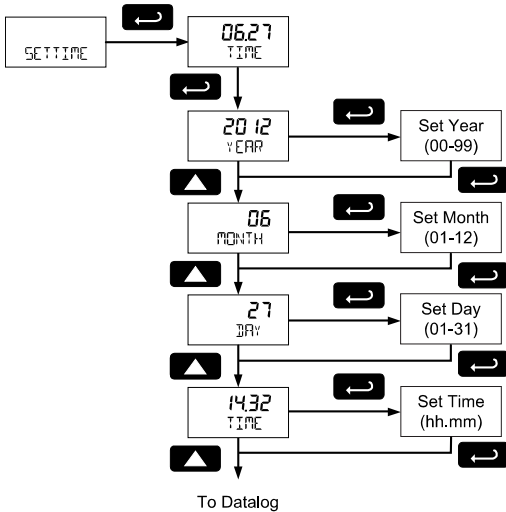 SETTIME
06.27
TIME
2012
YEAR
Set Year
(00-99)
06
MONTH
Set Month
(01-12)
27
DAY
Set Day
(01-31)
14.32
TIME
Set Time
(hh.mm)
To Datalog